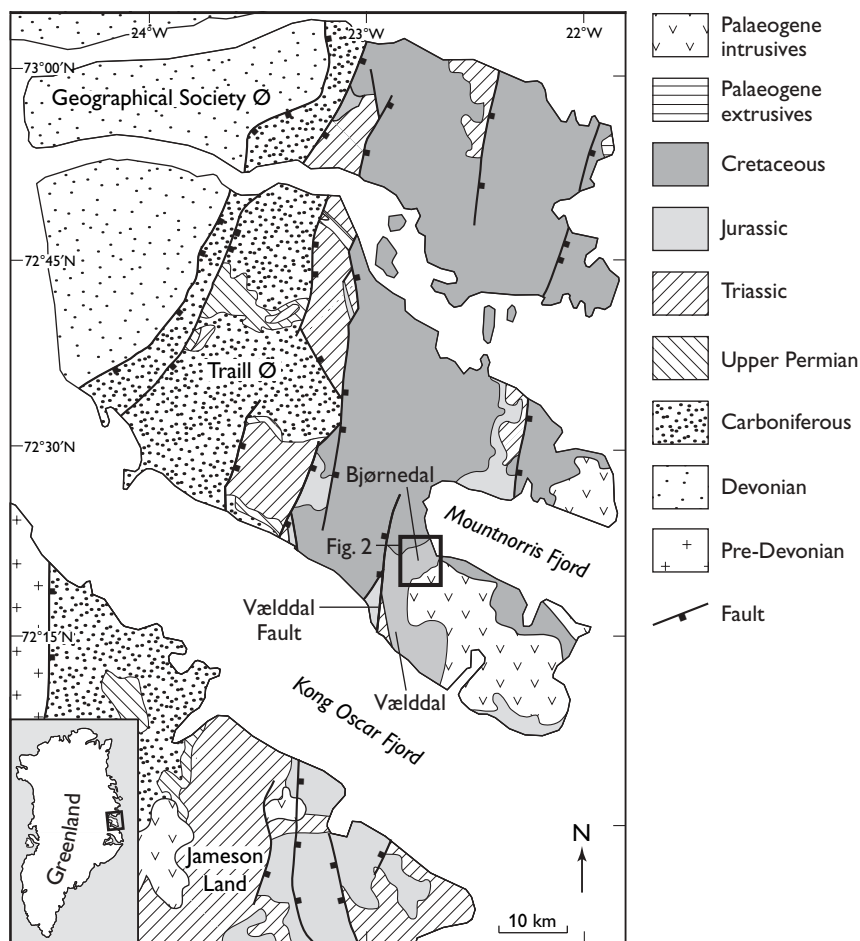 24°W
23°W
22°W
73°00´N
Geographical Society Ø
72°45´N
Traill Ø
72°30´N
Bjørnedal
Mountnorris Fjord
Fig. 2
Vælddal
Fault
72°15´N
Vælddal
Kong Oscar Fjord
Greenland
Jameson
Land
N
10 km
Palaeogene
intrusives
Palaeogene
extrusives
Cretaceous
Jurassic
Triassic
Upper Permian
Carboniferous
Devonian
Pre-Devonian
Fault